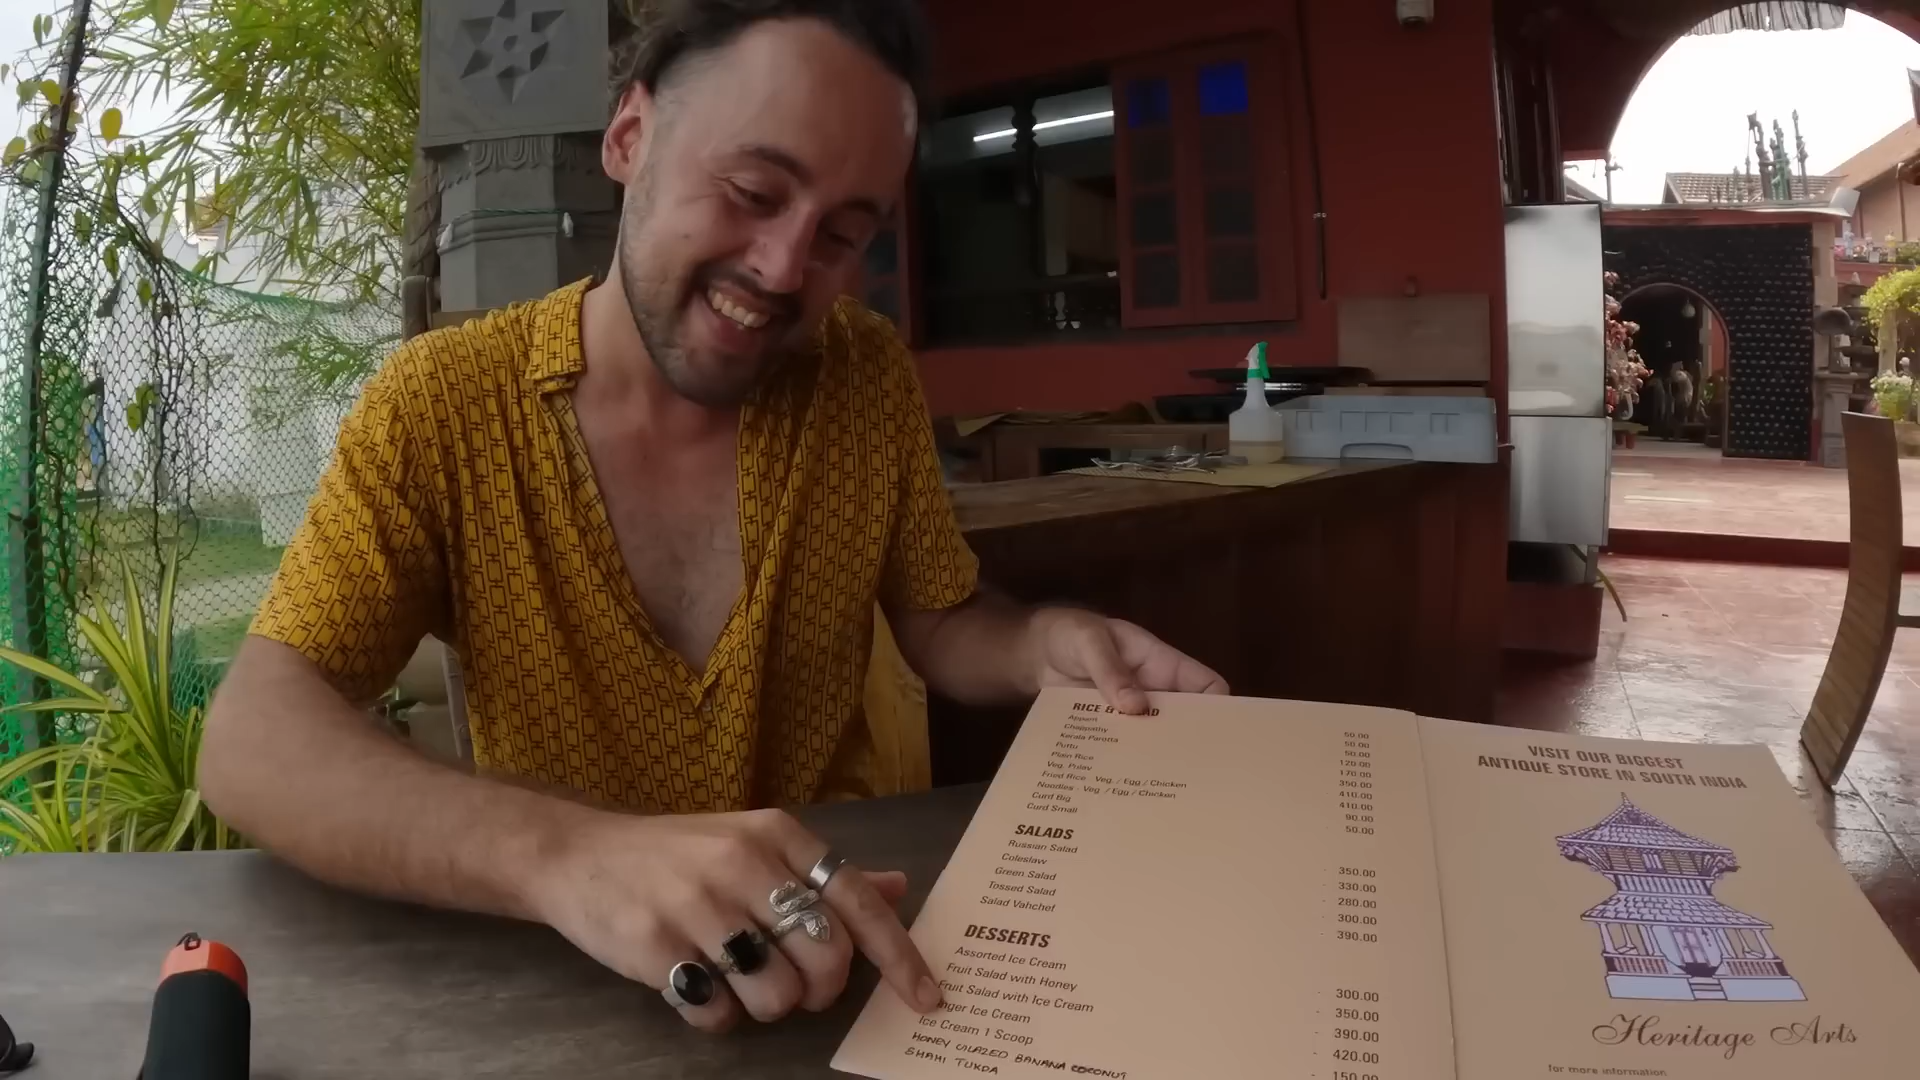 RICE &
Appam
Chappathy
Kerala Parotta
Puttu
Plain Rice
Veg. Pulav
Fried Rice - Veg. / Egg / Chicken
Noodles - Veg. / Egg / Chicken
Curd Big
Curd Small
50.00
50.00
50.00
120.00
170.00
350.00
410.00
410.00
90.00
50.00
SALADS
Russian Salad - 350.00
Coleslaw - 330.00
Green Salad - 280.00
Tossed Salad - 300.00
Salad Vahchef - 390.00
DESSERTS
Assorted Ice Cream - 300.00
Fruit Salad with Honey - 350.00
Fruit Salad with Ice Cream - 390.00
Ice Cream - 420.00
Ice Cream 1 Scoop - 150.00
HONEY GLAZED BANANA COCONUT
SHAHI TUKDA
VISIT OUR BIGGEST
ANTIQUE STORE IN SOUTH INDIA
Heritage Arts
for more information